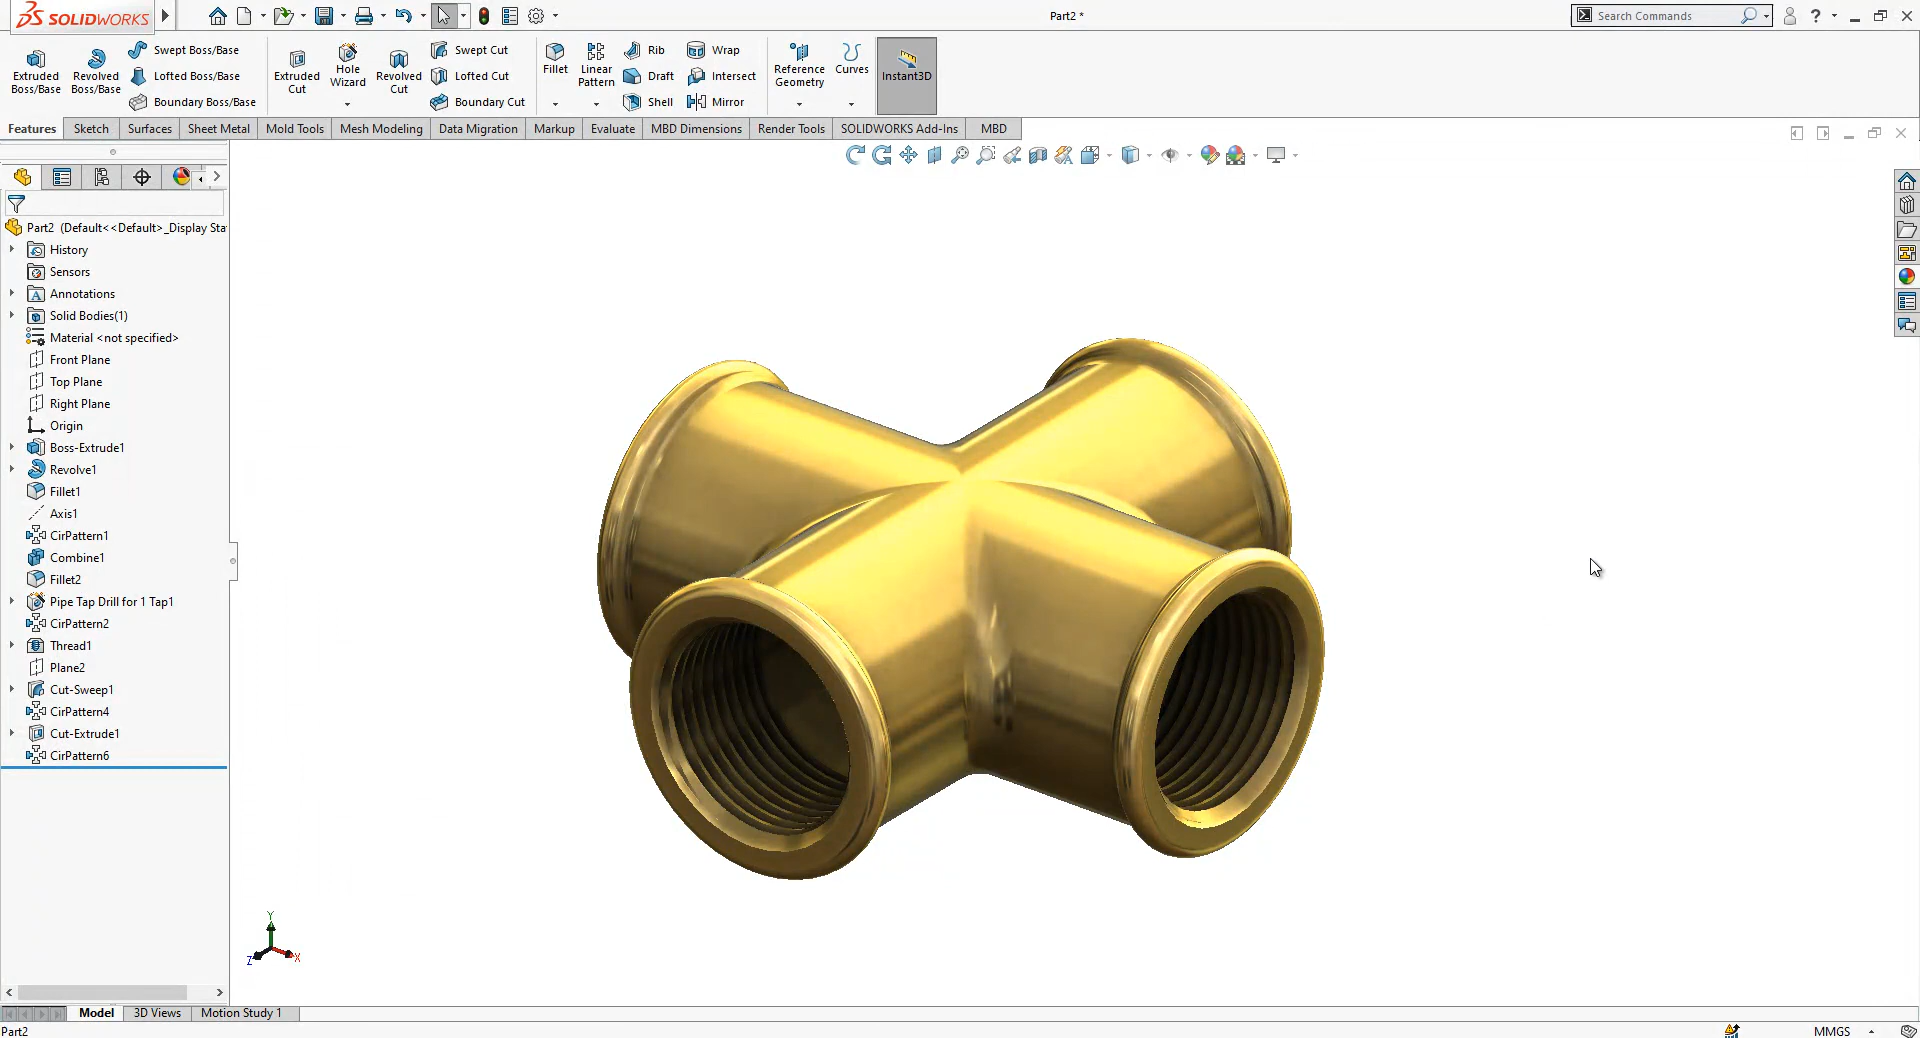 SOLIDWORKS
Part2 *
Search Commands
Extruded Boss/Base
Revolved Boss/Base
Swept Boss/Base
Lofted Boss/Base
Boundary Boss/Base
Extruded Cut
Hole Wizard
Revolved Cut
Swept Cut
Lofted Cut
Boundary Cut
Fillet
Linear Pattern
Rib
Draft
Shell
Wrap
Intersect
Mirror
Reference Geometry
Curves
Instant3D
Features
Sketch
Surfaces
Sheet Metal
Mold Tools
Mesh Modeling
Data Migration
Markup
Evaluate
MBD Dimensions
Render Tools
SOLIDWORKS Add-Ins
MBD
Part2 (Default<<Default>_Display Sta
History
Sensors
Annotations
Solid Bodies(1)
Material <not specified>
Front Plane
Top Plane
Right Plane
Origin
Boss-Extrude1
Revolve1
Fillet1
Axis1
CirPattern1
Combine1
Fillet2
Pipe Tap Drill for 1 Tap1
CirPattern2
Thread1
Plane2
Cut-Sweep1
CirPattern4
Cut-Extrude1
CirPattern6
Y
Z
X
Model
3D Views
Motion Study 1
Part2
MMGS